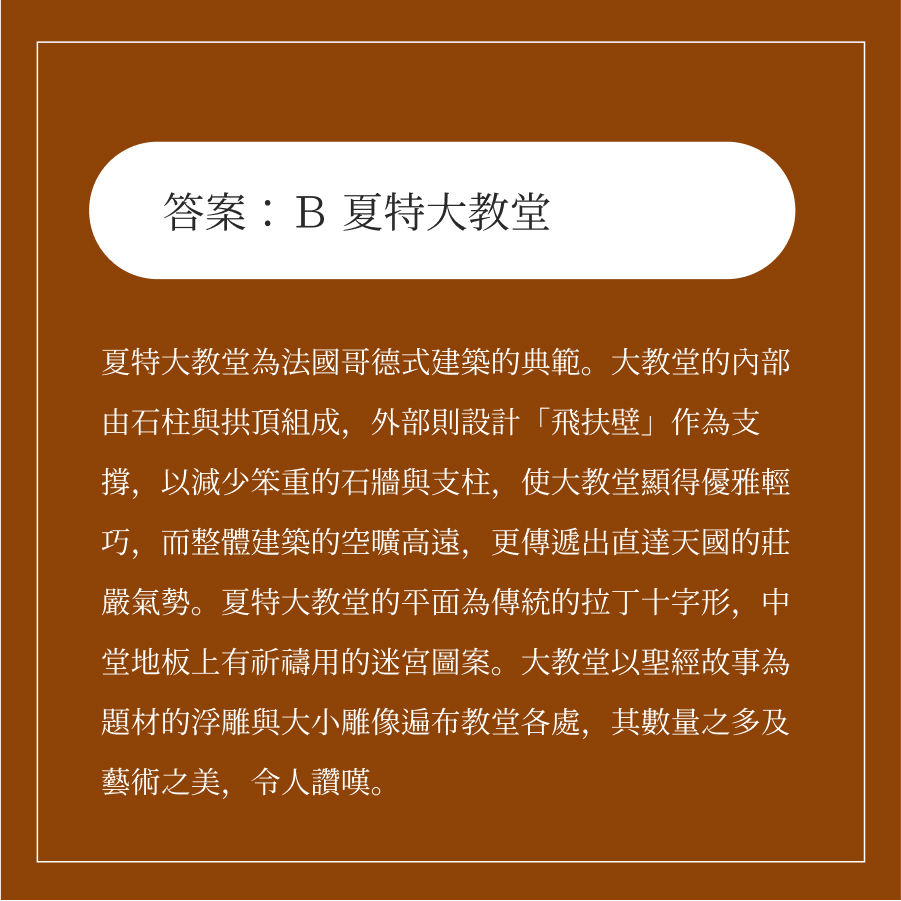 答案：B 夏特大教堂
夏特大教堂為法國哥德式建築的典範。大教堂的內部
由石柱與拱頂組成，外部則設計「飛扶壁」作為支
撐，以減少笨重的石牆與支柱，使大教堂顯得優雅輕
巧，而整體建築的空曠高遠，更傳遞出直達天國的莊
嚴氣勢。夏特大教堂的平面為傳統的拉丁十字形，中
堂地板上有祈禱用的迷宮圖案。大教堂以聖經故事為
題材的浮雕與大小雕像遍布教堂各處，其數量之多及
藝術之美，令人讚嘆。